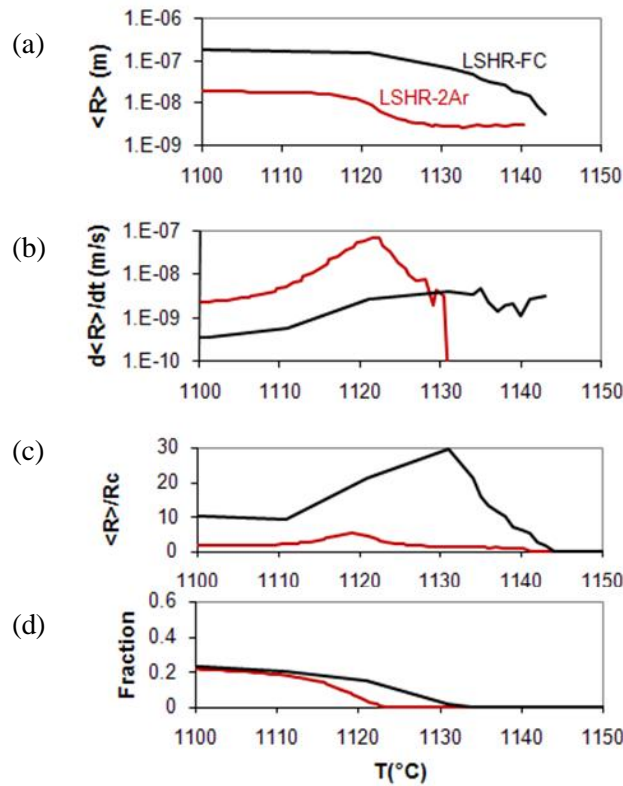 (a)
1.E-06
1.E-07
1.E-08
1.E-09
<R> (m)
LSHR-FC
LSHR-2Ar
1100 1110 1120 1130 1140 1150
(b)
1.E-07
1.E-08
1.E-09
1.E-10
d<R>/dt (m/s)
1100 1110 1120 1130 1140 1150
(c)
30
20
10
0
<R>/Rc
1100 1110 1120 1130 1140 1150
(d)
0.6
0.4
0.2
0
Fraction
1100 1110 1120 1130 1140 1150
T(°C)